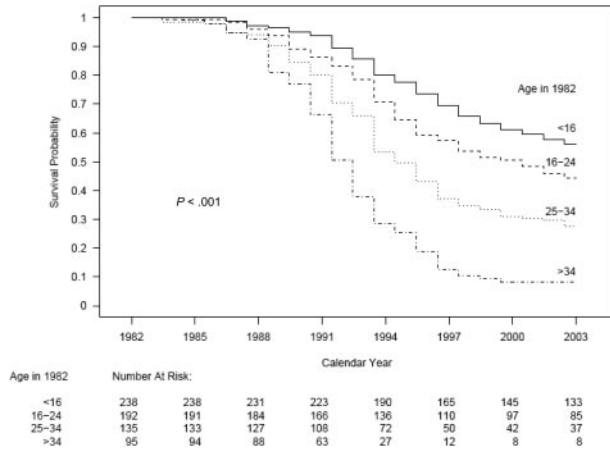 1
0.9
0.8
0.7
0.6
0.5
0.4
0.3
0.2
0.1
0
Survival Probability
Age in 1982
<16
16−24
25−34
>34
P < .001
1982 1985 1988 1991 1994 1997 2000 2003
Calendar Year
Age in 1982 Number At Risk:
<16 238 238 231 223 190 165 145 133
16−24 192 191 184 166 136 110 97 85
25−34 135 133 127 108 72 50 42 37
>34 95 94 88 63 27 12 8 8